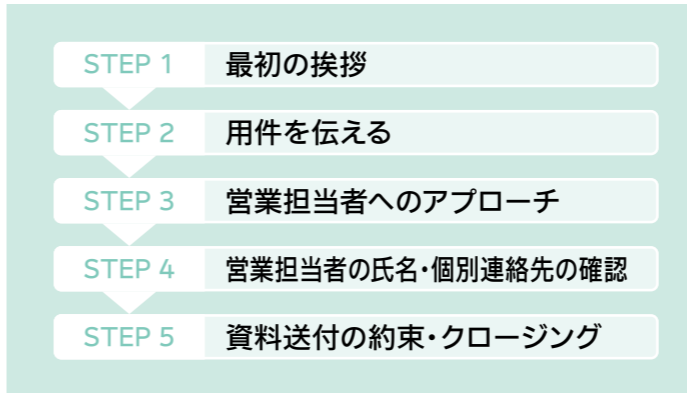 STEP 1 最初の挨拶
STEP 2 用件を伝える
STEP 3 営業担当者へのアプローチ
STEP 4 営業担当者の氏名・個別連絡先の確認
STEP 5 資料送付の約束・クロージング